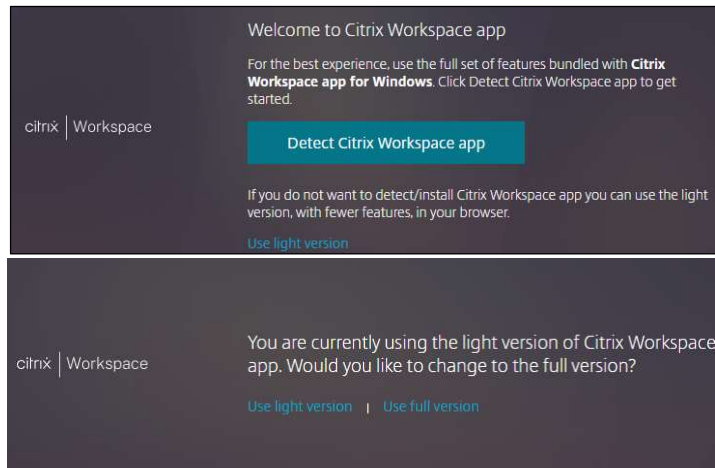 Welcome to Citrix Workspace app
For the best experience, use the full set of features bundled with Citrix
Workspace app for Windows. Click Detect Citrix Workspace app to get
started.
citrix | Workspace
Detect Citrix Workspace app
If you do not want to detect/install Citrix Workspace app you can use the light
version, with fewer features, in your browser.
Use light version
You are currently using the light version of Citrix Workspace
app. Would you like to change to the full version?
citrix | Workspace
Use light version | Use full version